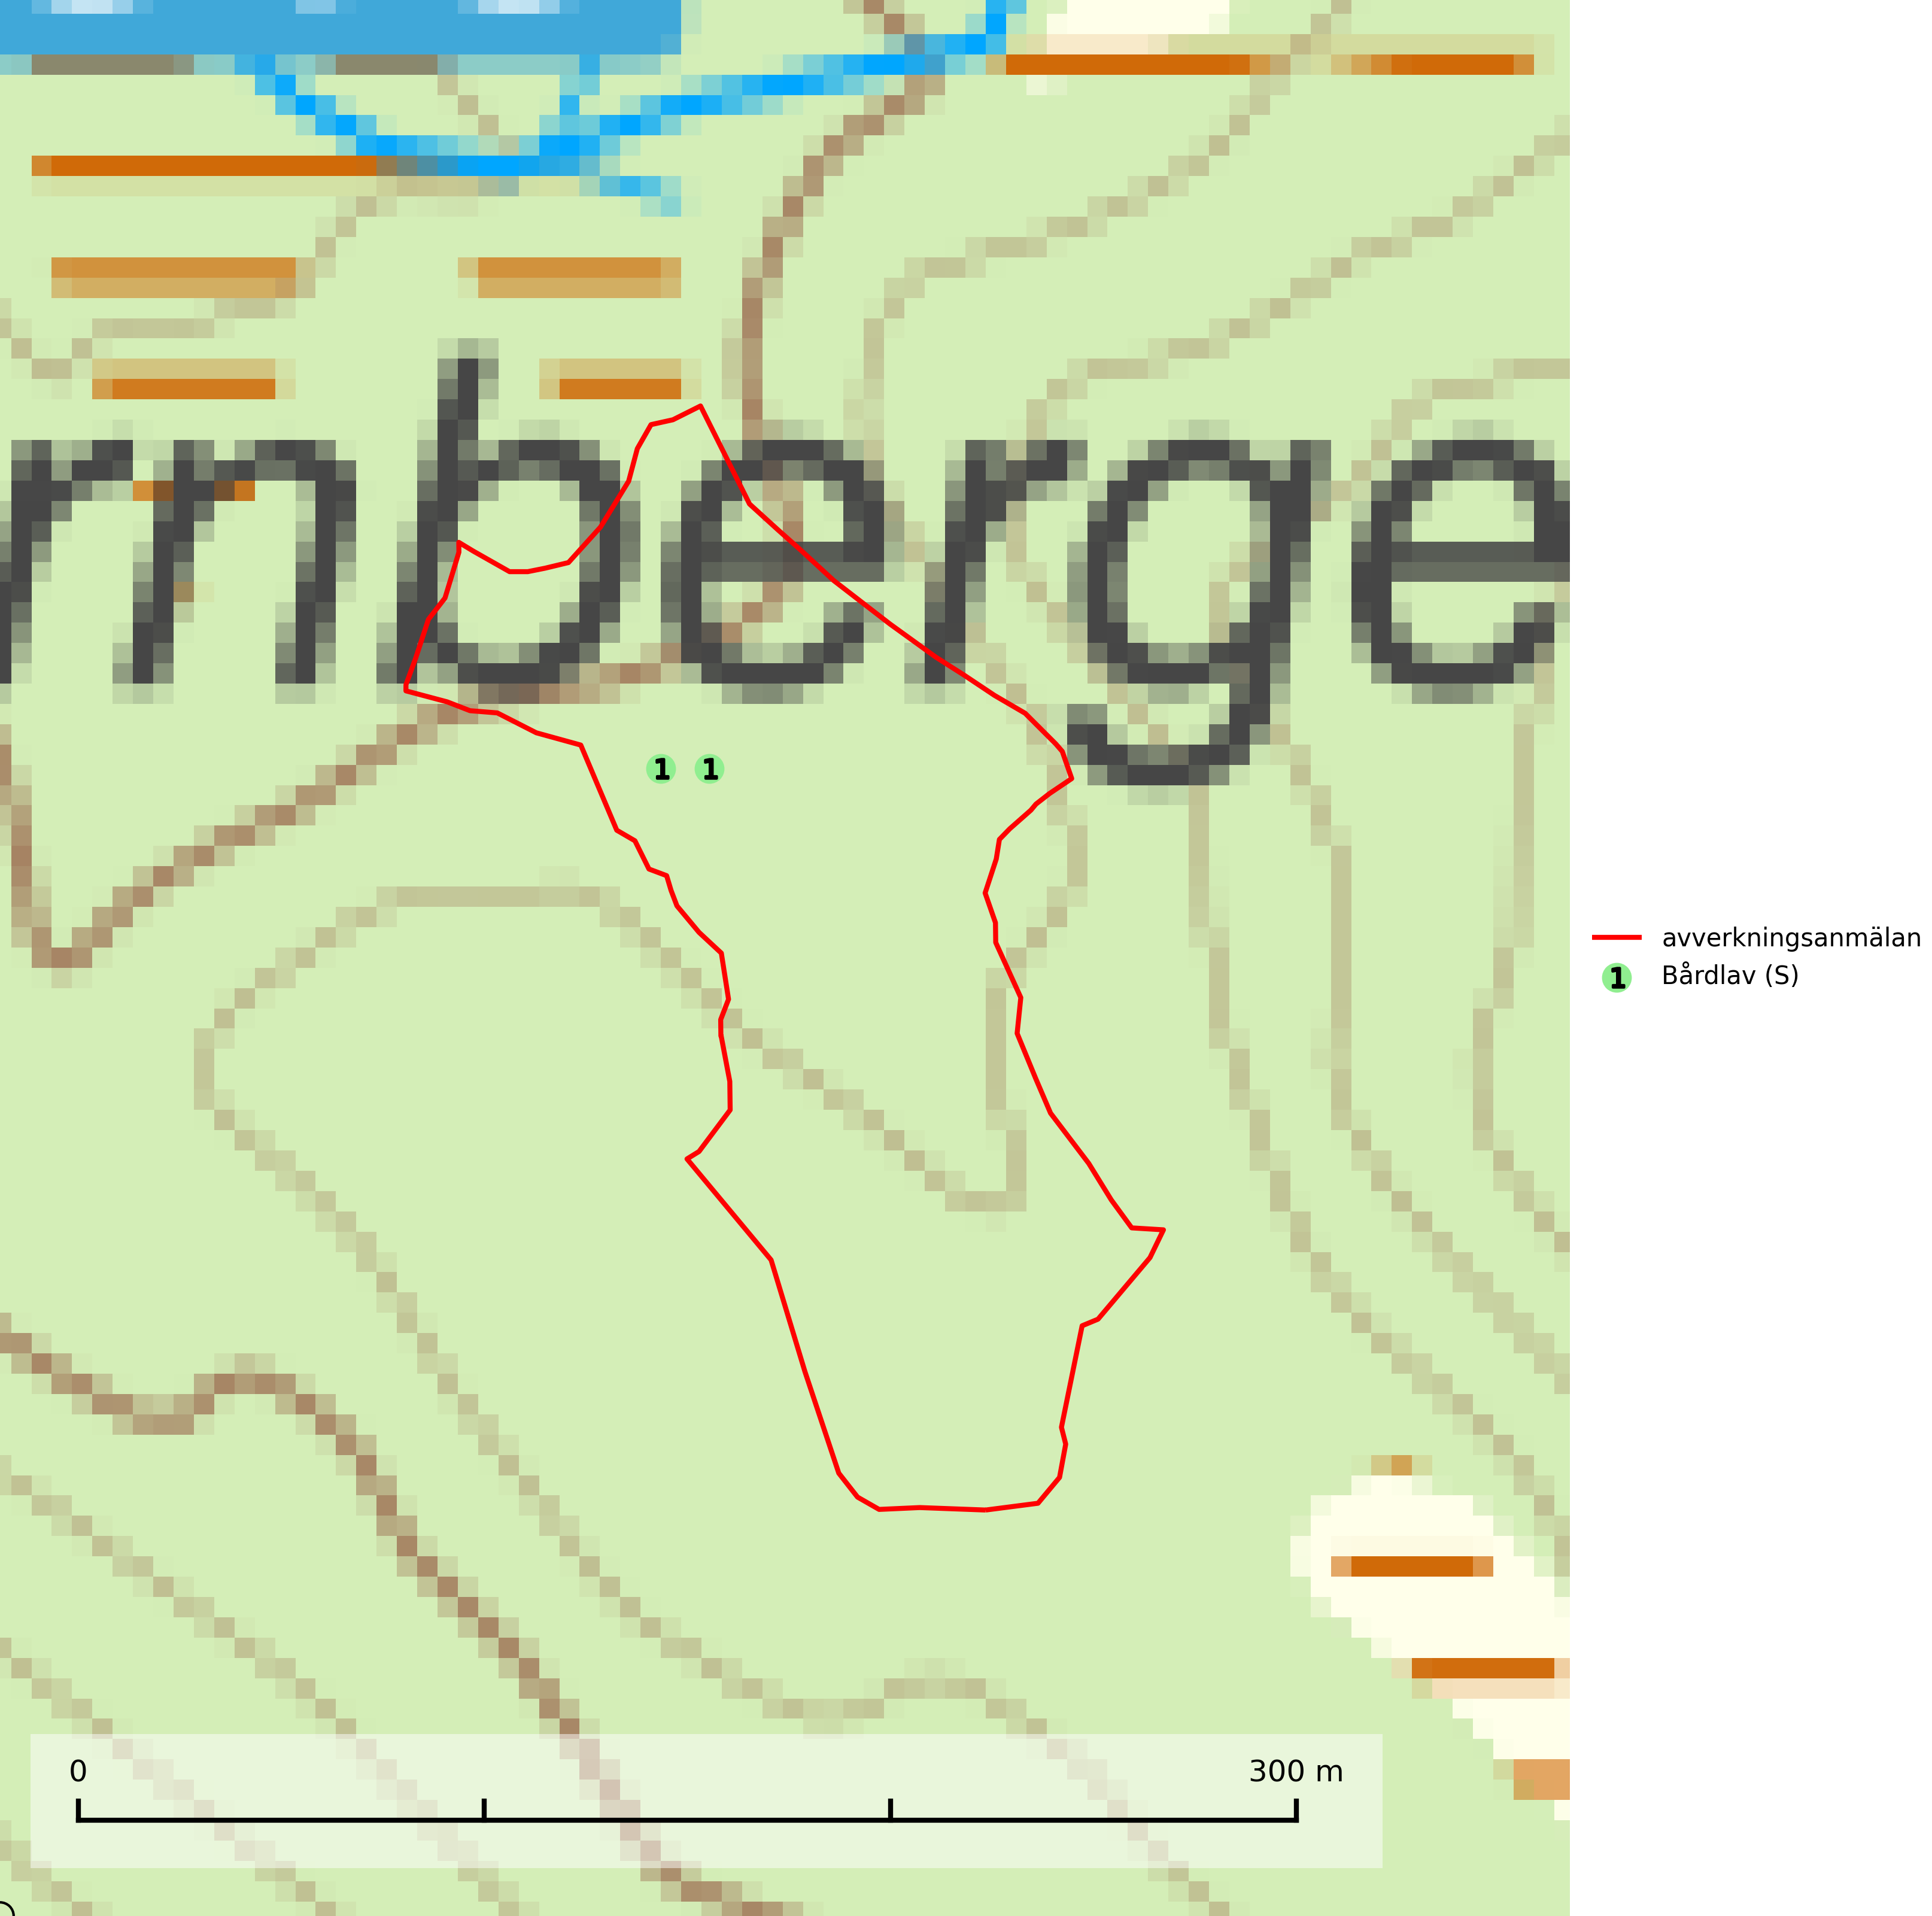 mberge
1 1
avverkningsanmälan
1 Bårdlav (S)
0 300 m